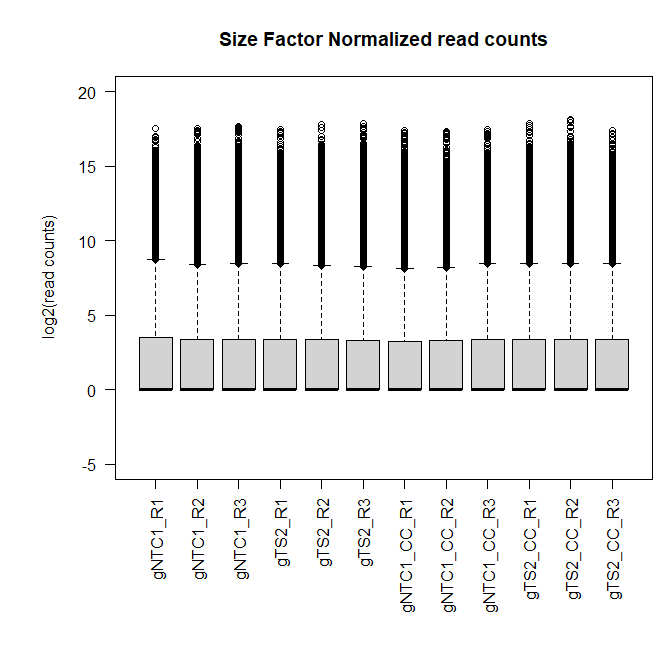 Size Factor Normalized read counts
log2(read counts)
20
15
10
5
0
-5
gNTC1_R1
gNTC1_R2
gNTC1_R3
gTS2_R1
gTS2_R2
gTS2_R3
gNTC1_CC_R1
gNTC1_CC_R2
gNTC1_CC_R3
gTS2_CC_R1
gTS2_CC_R2
gTS2_CC_R3